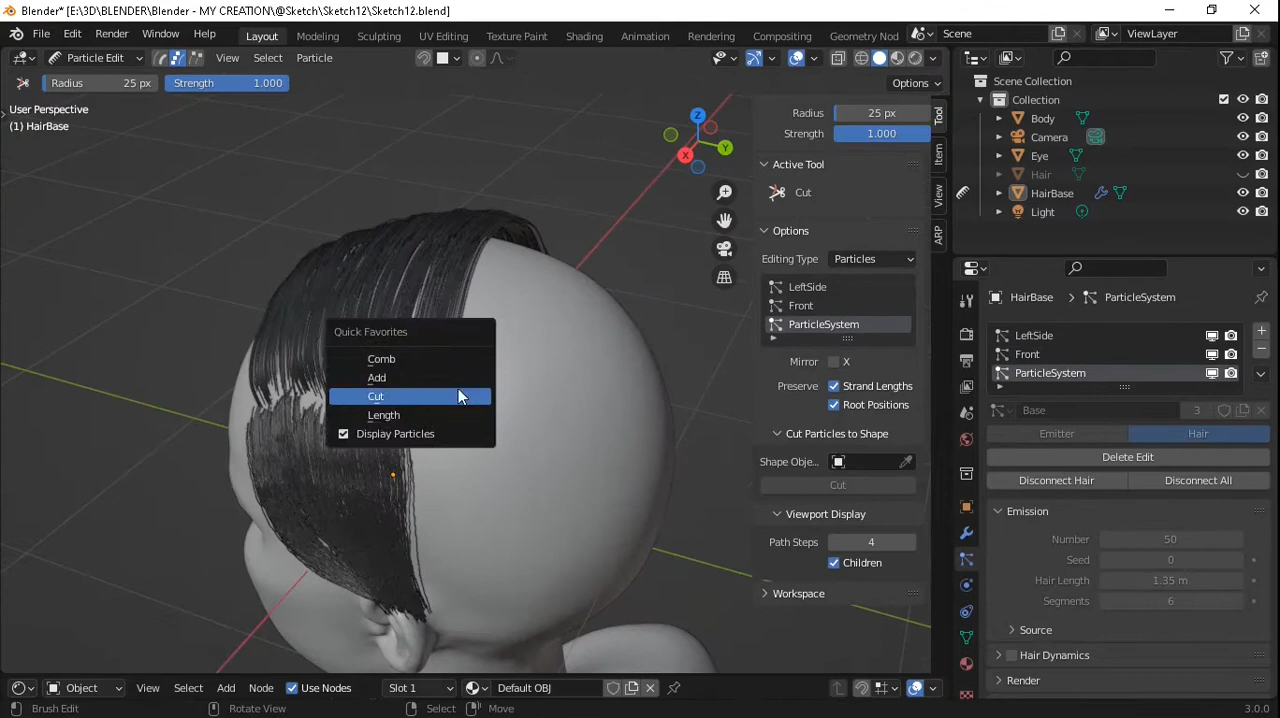 Blender* [E:\3D\BLENDER\Blender - MY CREATION\@Sketch\Sketch12\Sketch12.blend]
File Edit Render Window Help Layout Modeling Sculpting UV Editing Texture Paint Shading Animation Rendering Compositing Geometry Nod Scene ViewLayer
Particle Edit View Select Particle
Radius 25 px Strength 1.000 Options
User Perspective
(1) HairBase
Z
Y
X
Radius 25 px
Strength 1.000
Active Tool
Cut
Options
Editing Type Particles
LeftSide
Front
ParticleSystem
Mirror X
Preserve Strand Lengths
Root Positions
Cut Particles to Shape
Shape Obje...
Cut
Viewport Display
Path Steps 4
Children
Workspace
Tool
Item
View
ARP
Quick Favorites
Comb
Add
Cut
Length
Display Particles
Scene Collection
Collection
Body
Camera
Eye
Hair
HairBase
Light
HairBase ParticleSystem
LeftSide
Front
ParticleSystem
Base 3
Emitter Hair
Delete Edit
Disconnect Hair Disconnect All
Emission
Number 50
Seed 0
Hair Length 1.35 m
Segments 6
Source
Hair Dynamics
Render
Object View Select Add Node Use Nodes Slot 1 Default OBJ
Brush Edit Rotate View Select Move 3.0.0